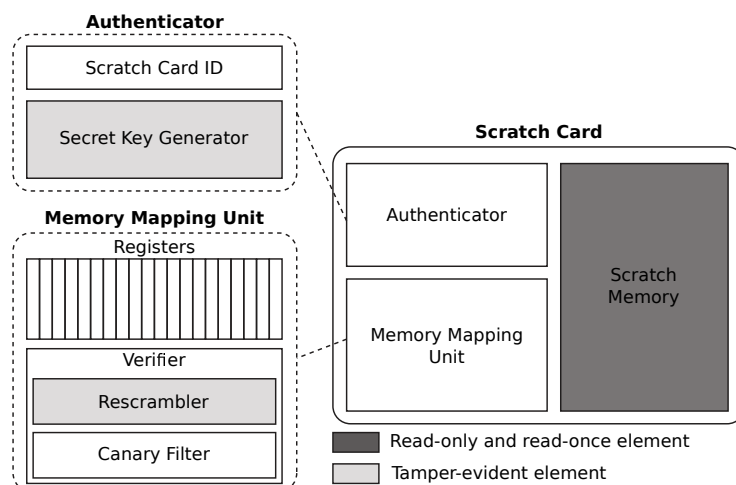 Authenticator
Scratch Card ID
Secret Key Generator
Memory Mapping Unit
Registers
Verifier
Rescrambler
Canary Filter
Scratch Card
Authenticator
Memory Mapping
Unit
Scratch
Memory
Read-only and read-once element
Tamper-evident element